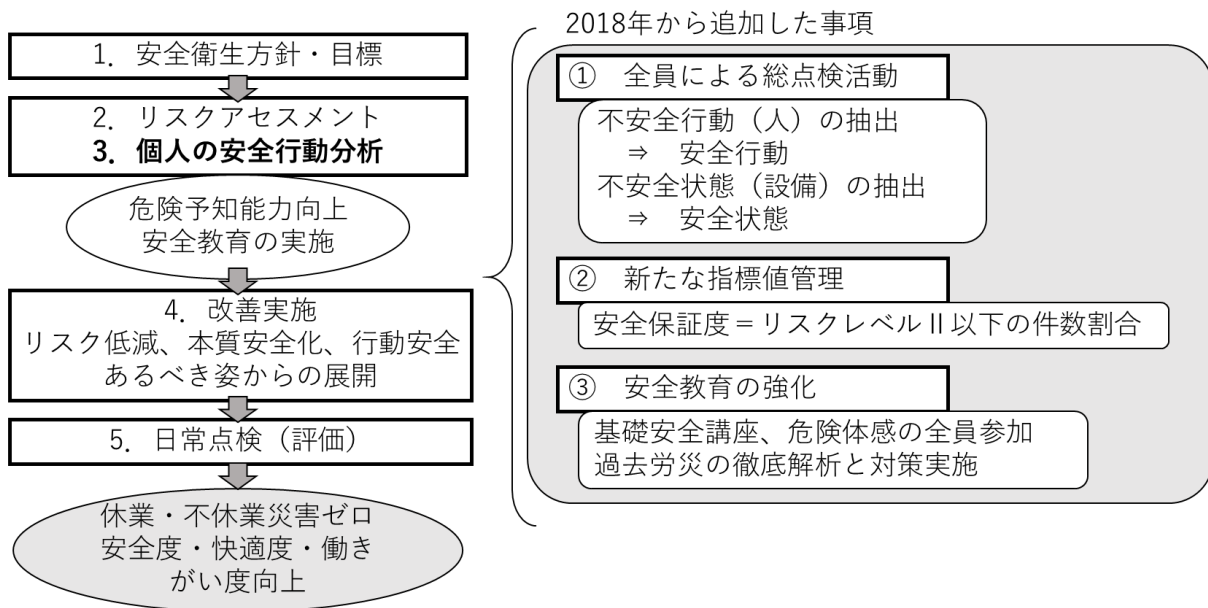 1. 安全衛生方針・目標
2. リスクアセスメント
3. 個人の安全行動分析
危険予知能力向上
安全教育の実施
4. 改善実施
リスク低減、本質安全化、行動安全
あるべき姿からの展開
5. 日常点検（評価）
休業・不休業災害ゼロ
安全度・快適度・働き
がい度向上
2018年から追加した事項
① 全員による総点検活動
不安全行動（人）の抽出
⇒ 安全行動
不安全状態（設備）の抽出
⇒ 安全状態
② 新たな指標値管理
安全保証度＝リスクレベルⅡ以下の件数割合
③ 安全教育の強化
基礎安全講座、危険体感の全員参加
過去労災の徹底解析と対策実施